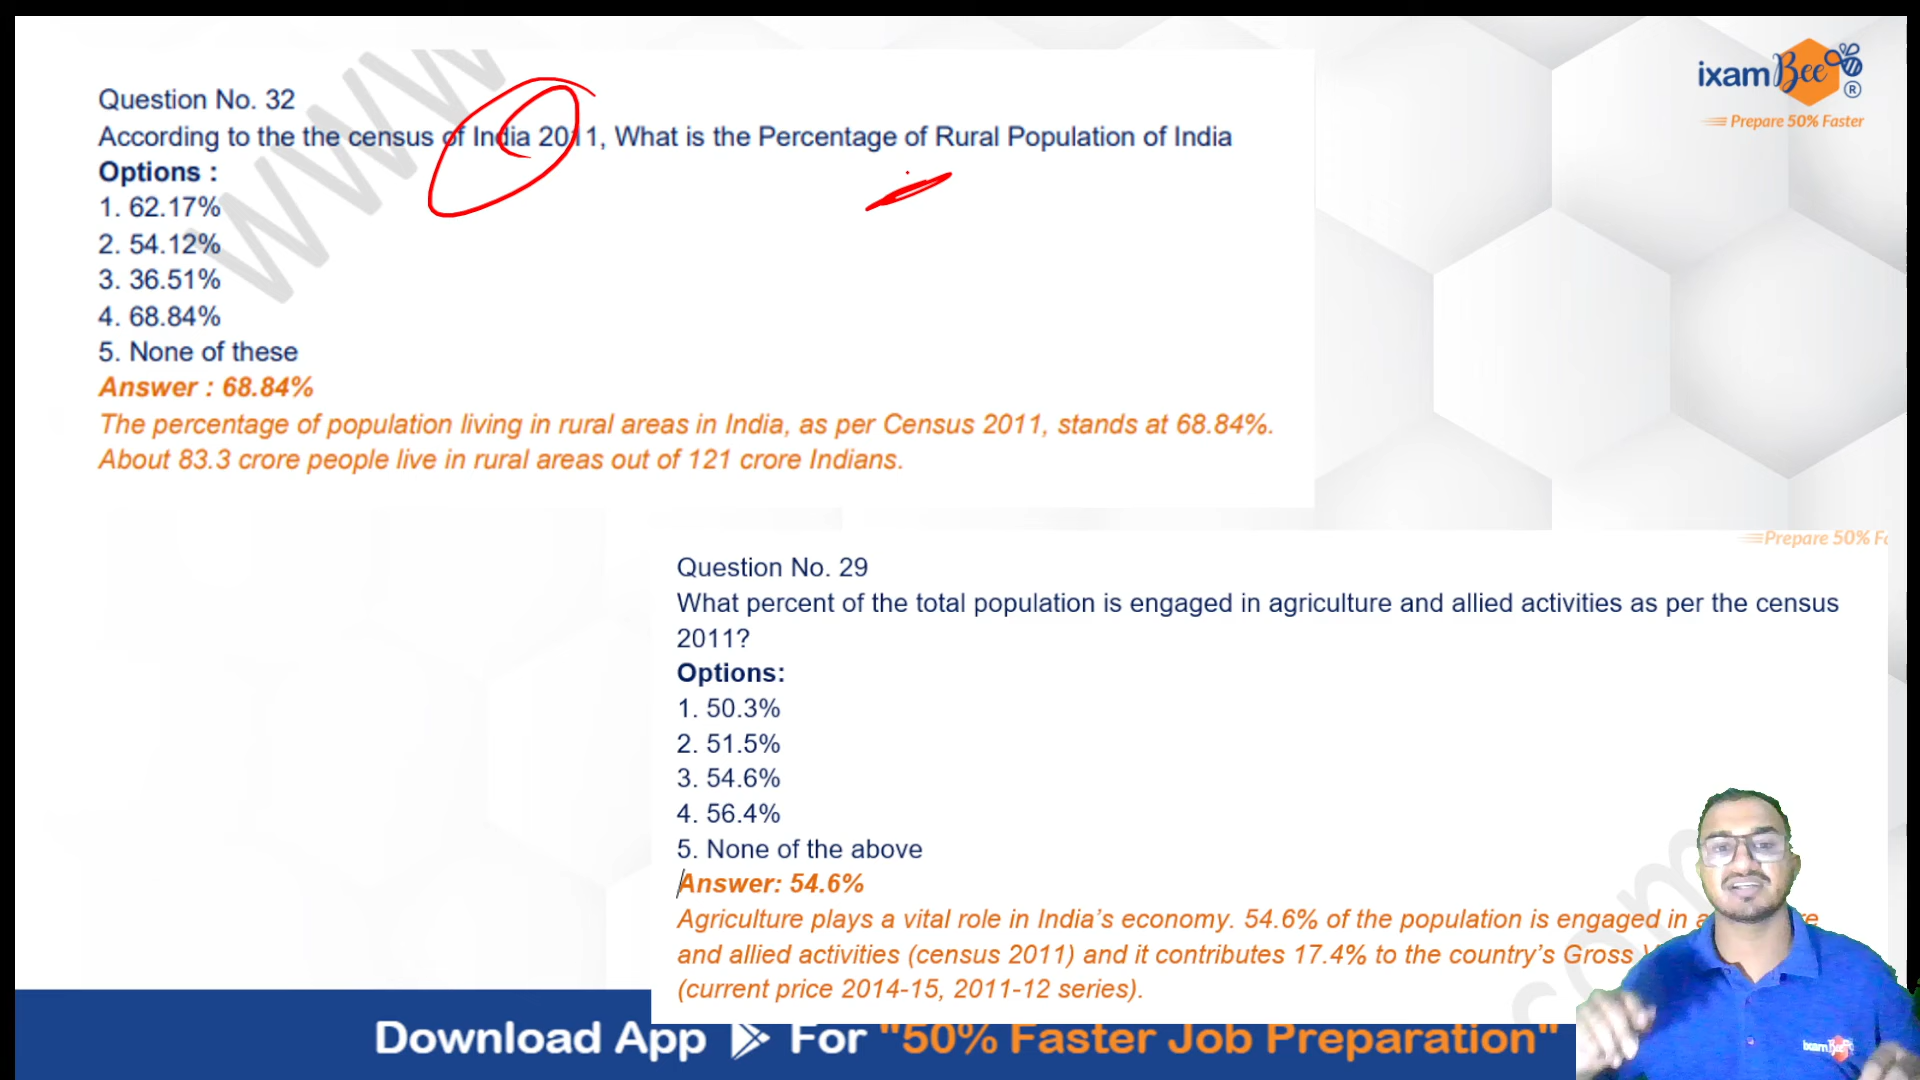 ixamBee
®
Prepare 50% Faster
www
Question No. 32
According to the the census of India 2011, What is the Percentage of Rural Population of India
Options :
1. 62.17%
2. 54.12%
3. 36.51%
4. 68.84%
5. None of these
Answer : 68.84%
The percentage of population living in rural areas in India, as per Census 2011, stands at 68.84%.
About 83.3 crore people live in rural areas out of 121 crore Indians.
Prepare 50% Fa
Question No. 29
What percent of the total population is engaged in agriculture and allied activities as per the census
2011?
Options:
1. 50.3%
2. 51.5%
3. 54.6%
4. 56.4%
5. None of the above
Answer: 54.6%
Agriculture plays a vital role in India's economy. 54.6% of the population is engaged in
and allied activities (census 2011) and it contributes 17.4% to the country's Gross
(current price 2014-15, 2011-12 series).
.com
ixamBee
Download App For "50% Faster Job Preparation"